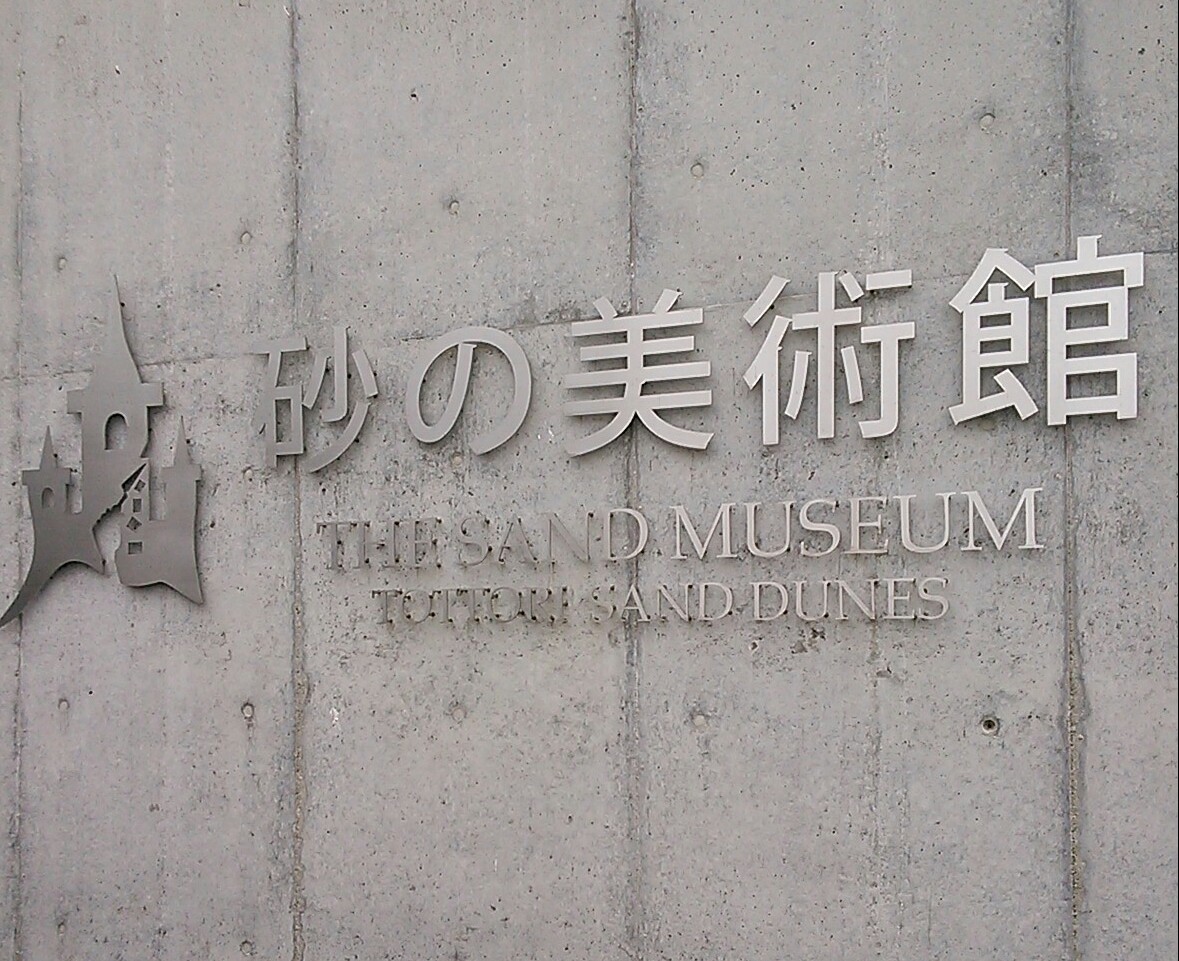 砂の美術館
THE SAND MUSEUM
TOTTORI SAND DUNES